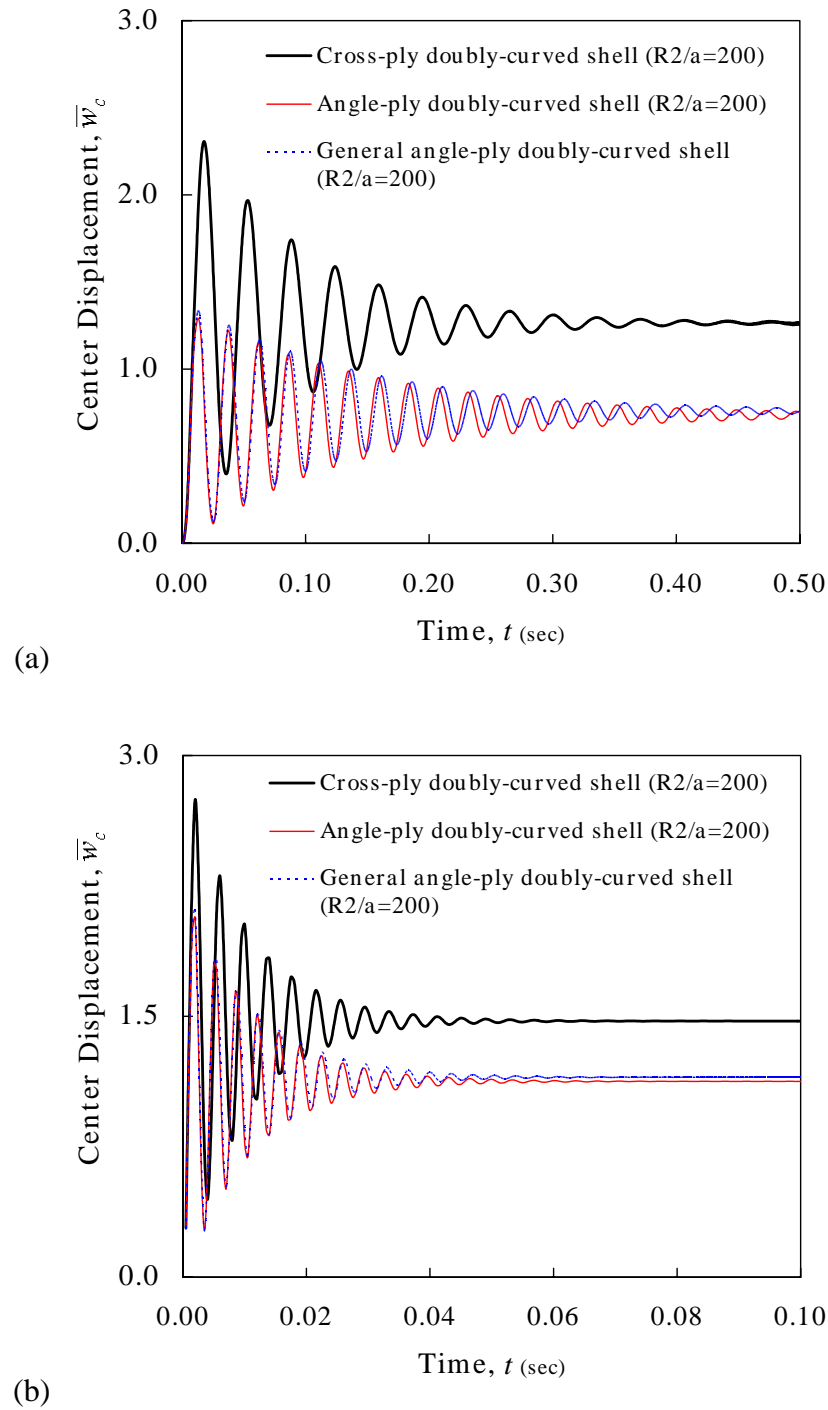 3.0
Cross-ply doubly-curved shell (R2/a=200)
Angle-ply doubly-curved shell (R2/a=200)
General angle-ply doubly-curved shell
(R2/a=200)
2.0
1.0
0.0
Center Displacement, w̅c
0.00 0.10 0.20 0.30 0.40 0.50
Time, t (sec)
(a)
3.0
Cross-ply doubly-curved shell (R2/a=200)
Angle-ply doubly-curved shell (R2/a=200)
General angle-ply doubly-curved shell
(R2/a=200)
1.5
0.0
Center Displacement, w̅c
0.00 0.02 0.04 0.06 0.08 0.10
Time, t (sec)
(b)